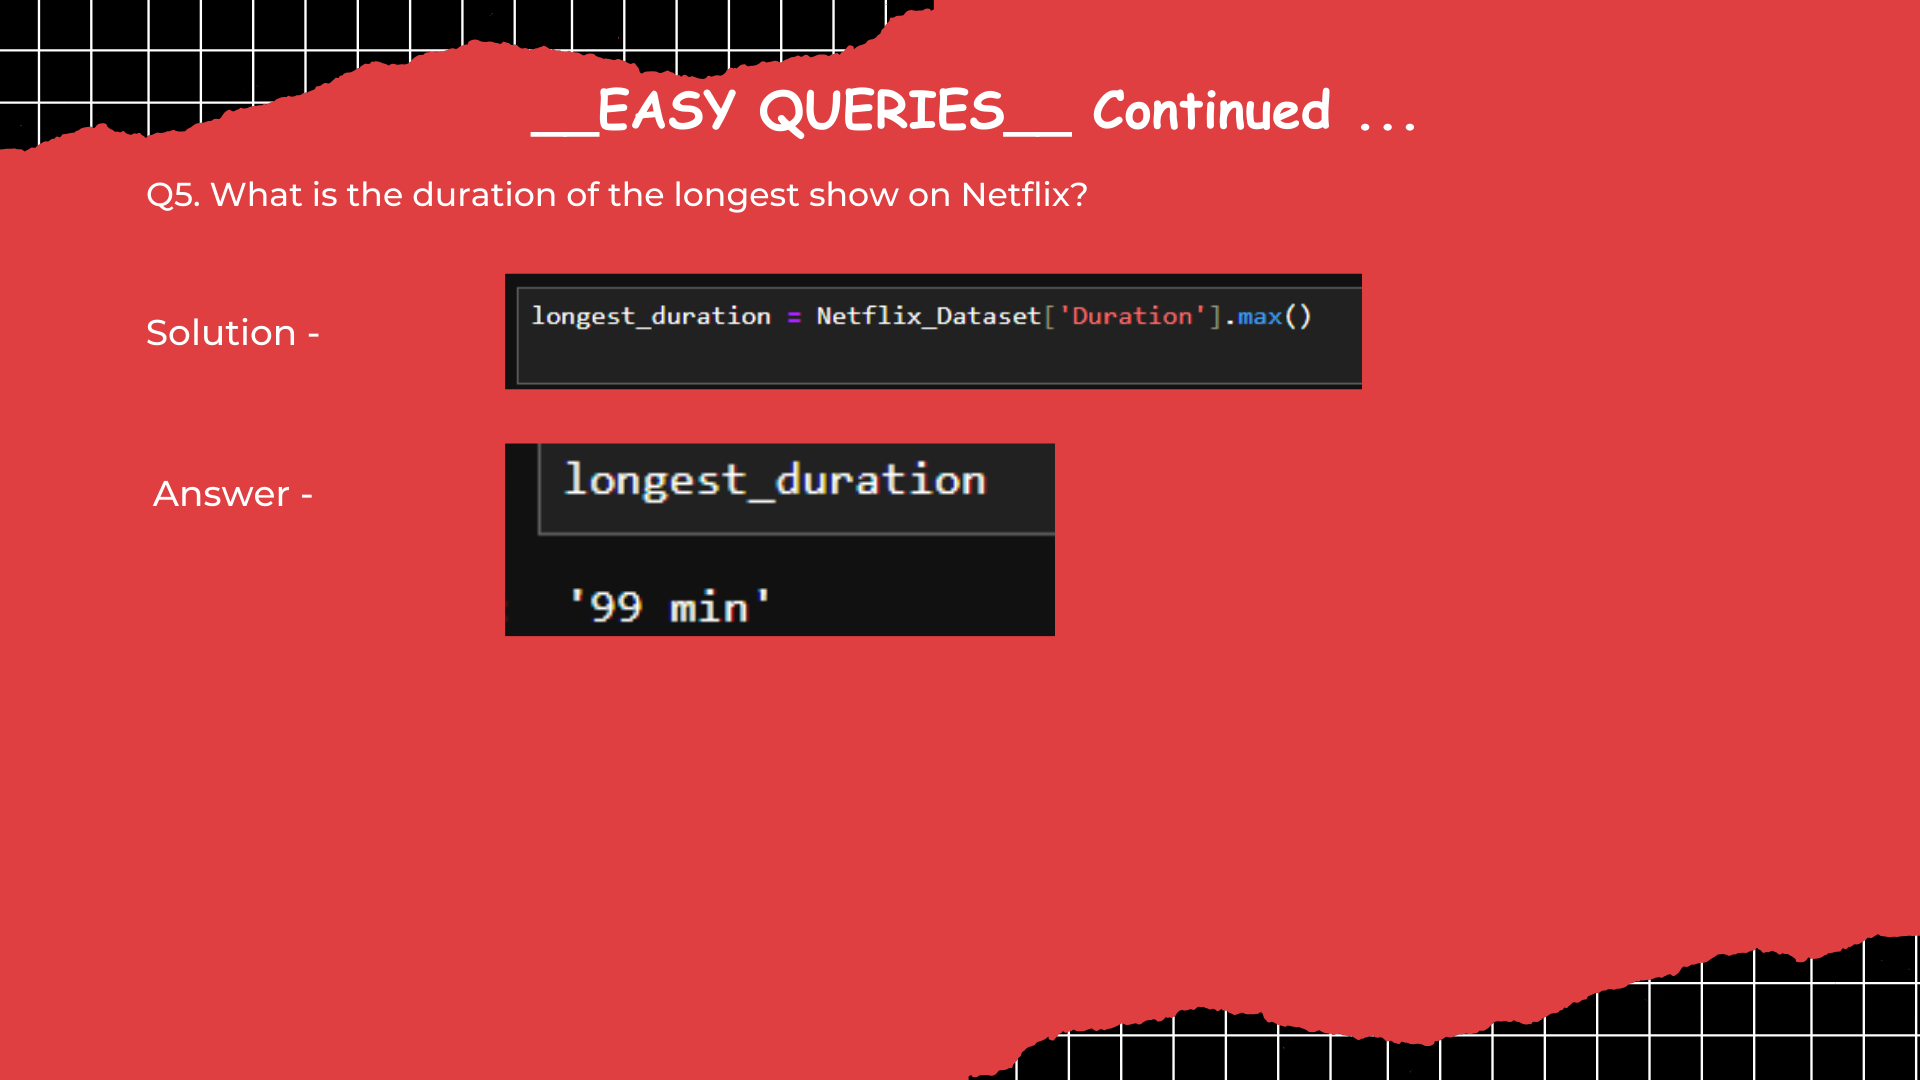 __EASY QUERIES__ Continued ...
Q5. What is the duration of the longest show on Netflix?
Solution -
longest_duration = Netflix_Dataset['Duration'].max()
Answer -
longest_duration
'99 min'